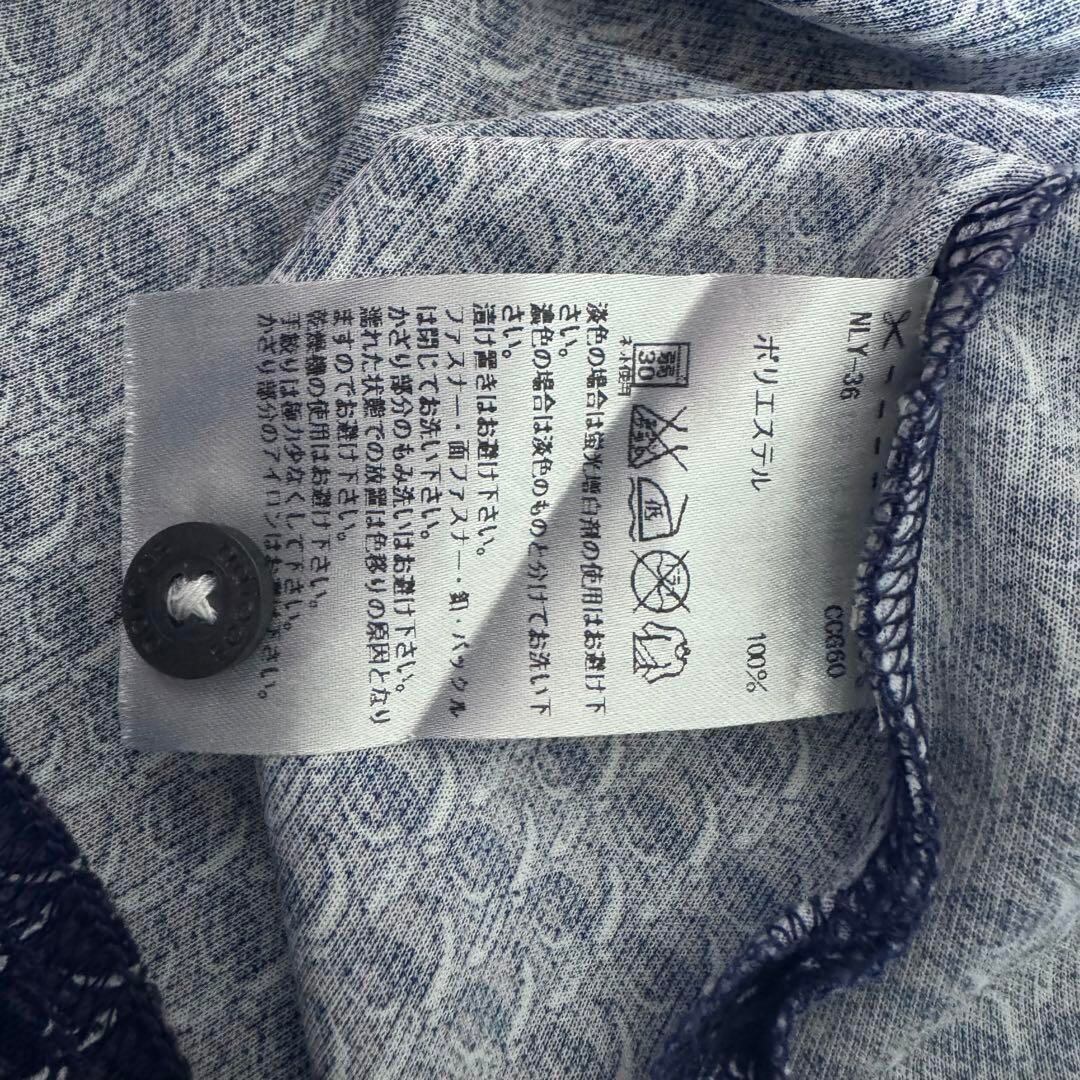 NLY-36 CC660
ポリエステル 100%
弱
30
ネット使用
低
淡色の場合は蛍光増白剤の使用はお避け下
さい。
濃色の場合は淡色のものと分けてお洗い下
さい。
漬け置きはお避け下さい。
ファスナー・面ファスナー・釦・バックル
は閉じてお洗い下さい。
かざり部分のもみ洗いはお避け下さい。
濡れた状態での放置は色移りの原因となり
ますのでお避け下さい。
乾燥機の使用はお避け下さい。
手絞りは極力少なくして下さい。
かざり部分のアイロンはお さい。